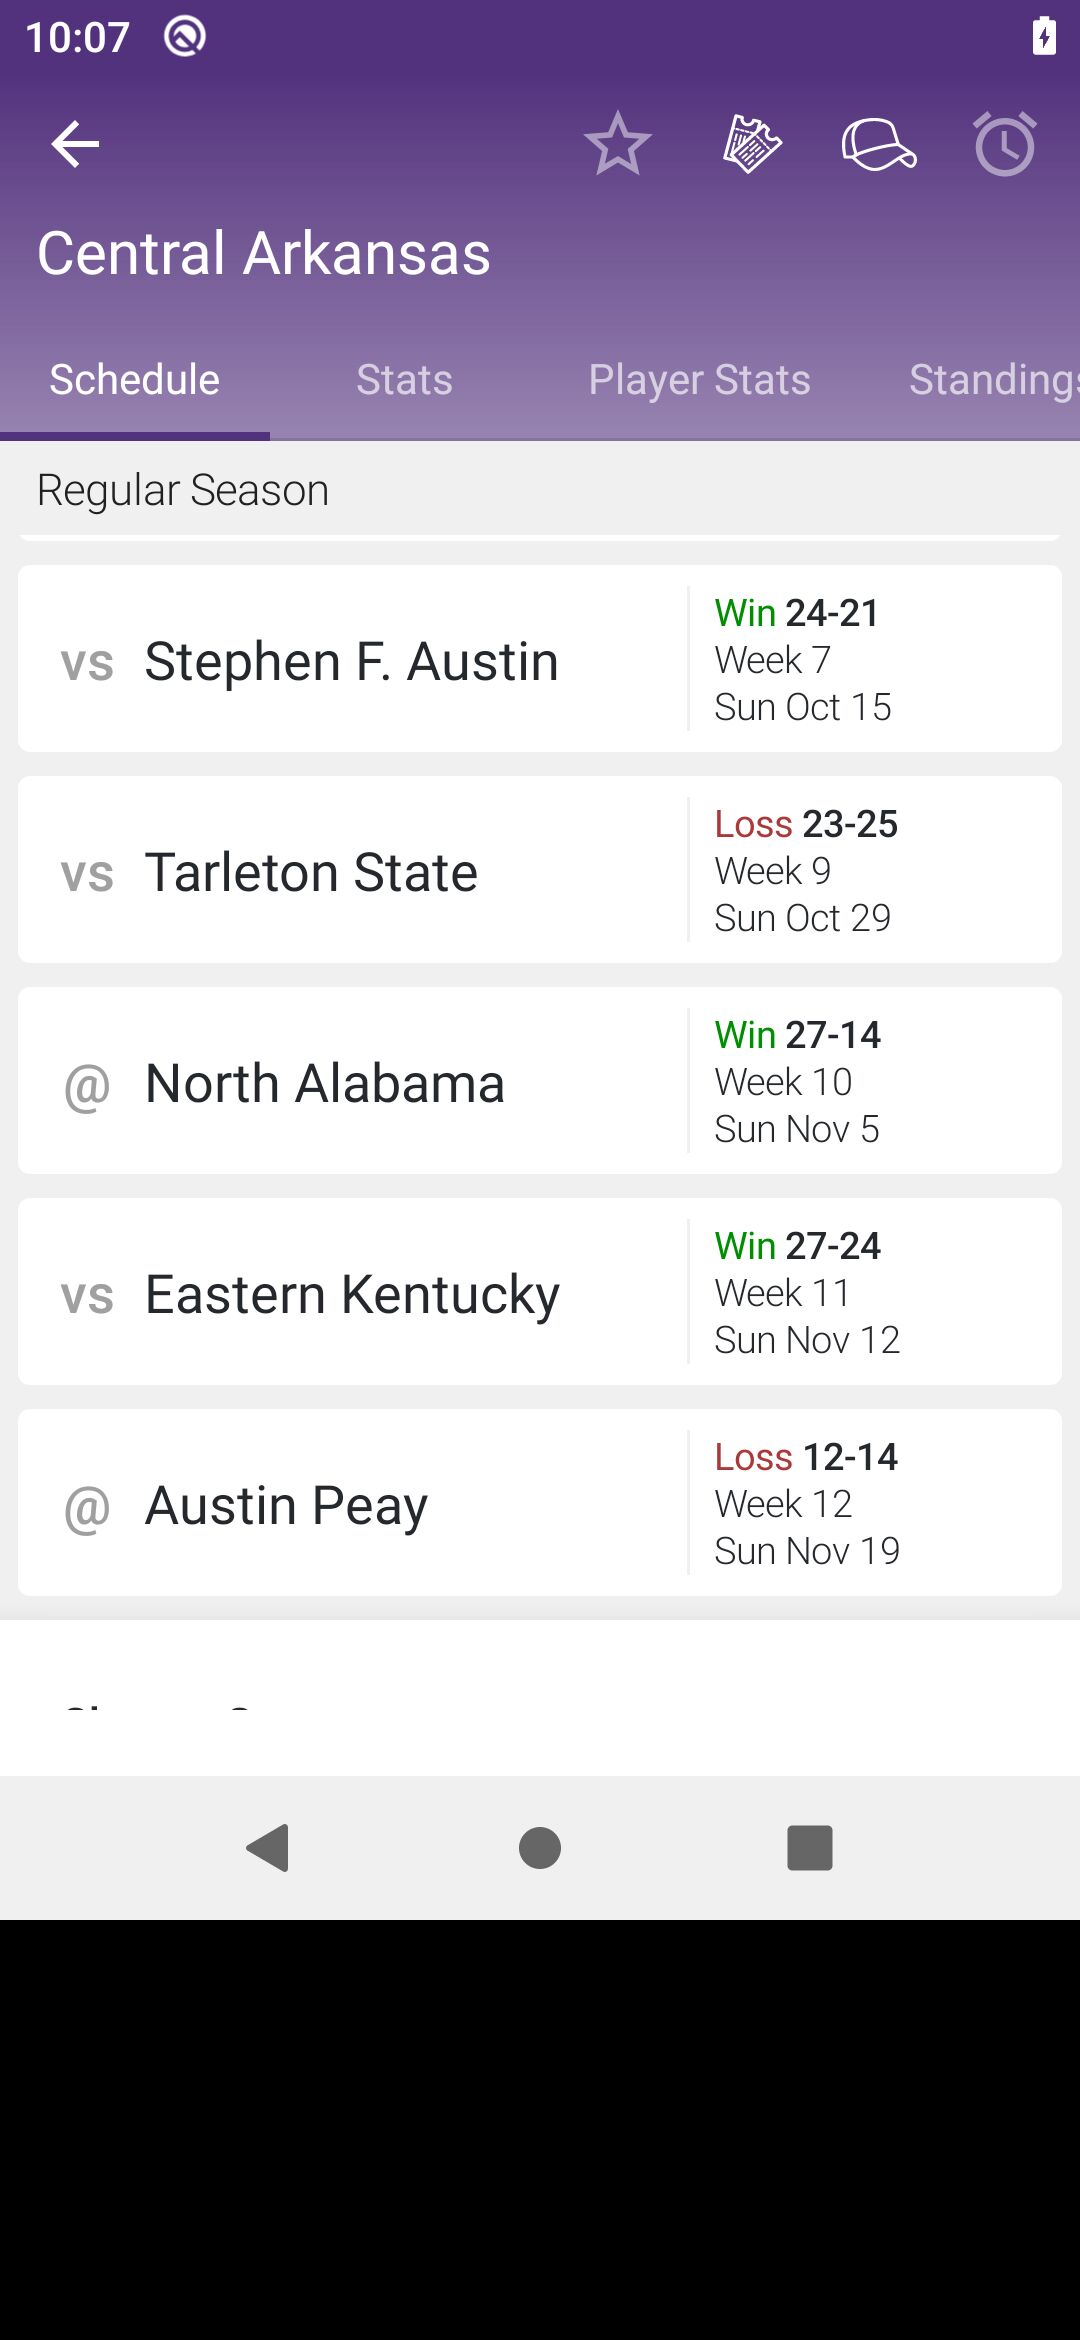 10:07
Central Arkansas
Schedule Stats Player Stats Standings
Regular Season
vs Stephen F. Austin
Win 24-21
Week 7
Sun Oct 15
vs Tarleton State
Loss 23-25
Week 9
Sun Oct 29
@ North Alabama
Win 27-14
Week 10
Sun Nov 5
vs Eastern Kentucky
Win 27-24
Week 11
Sun Nov 12
@ Austin Peay
Loss 12-14
Week 12
Sun Nov 19